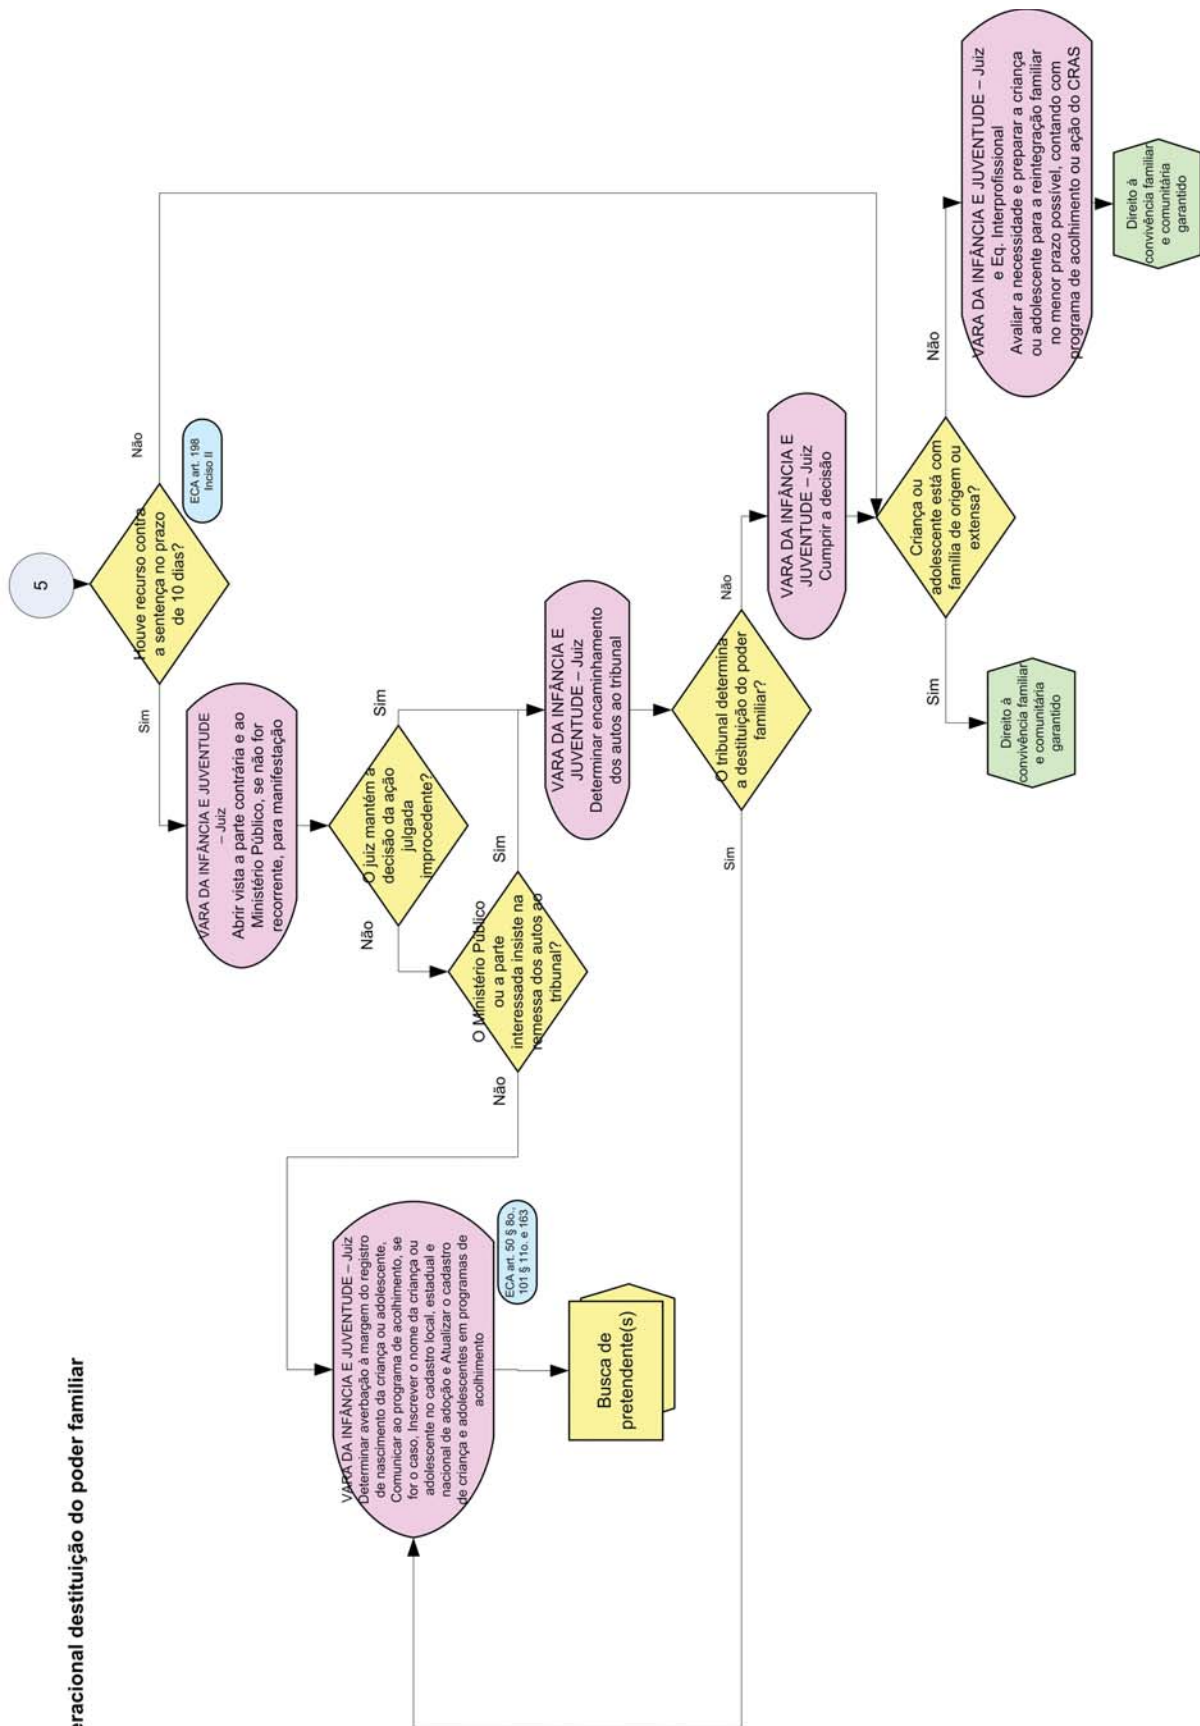 eracional destituição do poder familiar
5
Houve recurso contra
a sentença no prazo
de 10 dias?
Não
ECA art. 198
Inciso II
Sim
VARA DA INFÂNCIA E JUVENTUDE
– Juiz
Abrir vista a parte contrária e ao
Ministério Público, se não for
recorrente, para manifestação
O juiz mantém a
decisão da ação
julgada
improcedente?
Sim
Não
O Ministério Público
ou a parte
interessada insiste na
remessa dos autos ao
tribunal?
Sim
Não
VARA DA INFÂNCIA E
JUVENTUDE – Juiz
Determinar encaminhamento
dos autos ao tribunal
O tribunal determina
a destituição do poder
familiar?
Não
Sim
VARA DA INFÂNCIA E
JUVENTUDE – Juiz
Cumprir a decisão
Criança ou
adolescente está com
família de origem ou
extensa?
Não
Sim
VARA DA INFÂNCIA E JUVENTUDE – Juiz
e Eq. Interprofissional
Avaliar a necessidade e preparar a criança
ou adolescente para a reintegração familiar
no menor prazo possível, contando com
programa de acolhimento ou ação do CRAS
Direito à
convivência familiar
e comunitária
garantido
Direito à
convivência familiar
e comunitária
garantido
VARA DA INFÂNCIA E JUVENTUDE – Juiz
Determinar averbação à margem do registro
de nascimento da criança ou adolescente,
Comunicar ao programa de acolhimento, se
for o caso, Inscrever o nome da criança ou
adolescente no cadastro local, estadual e
nacional de adoção e Atualizar o cadastro
de criança e adolescentes em programas de
acolhimento
ECA art. 50 § 8o.,
101 § 11o. e 163
Busca de
pretendente(s)